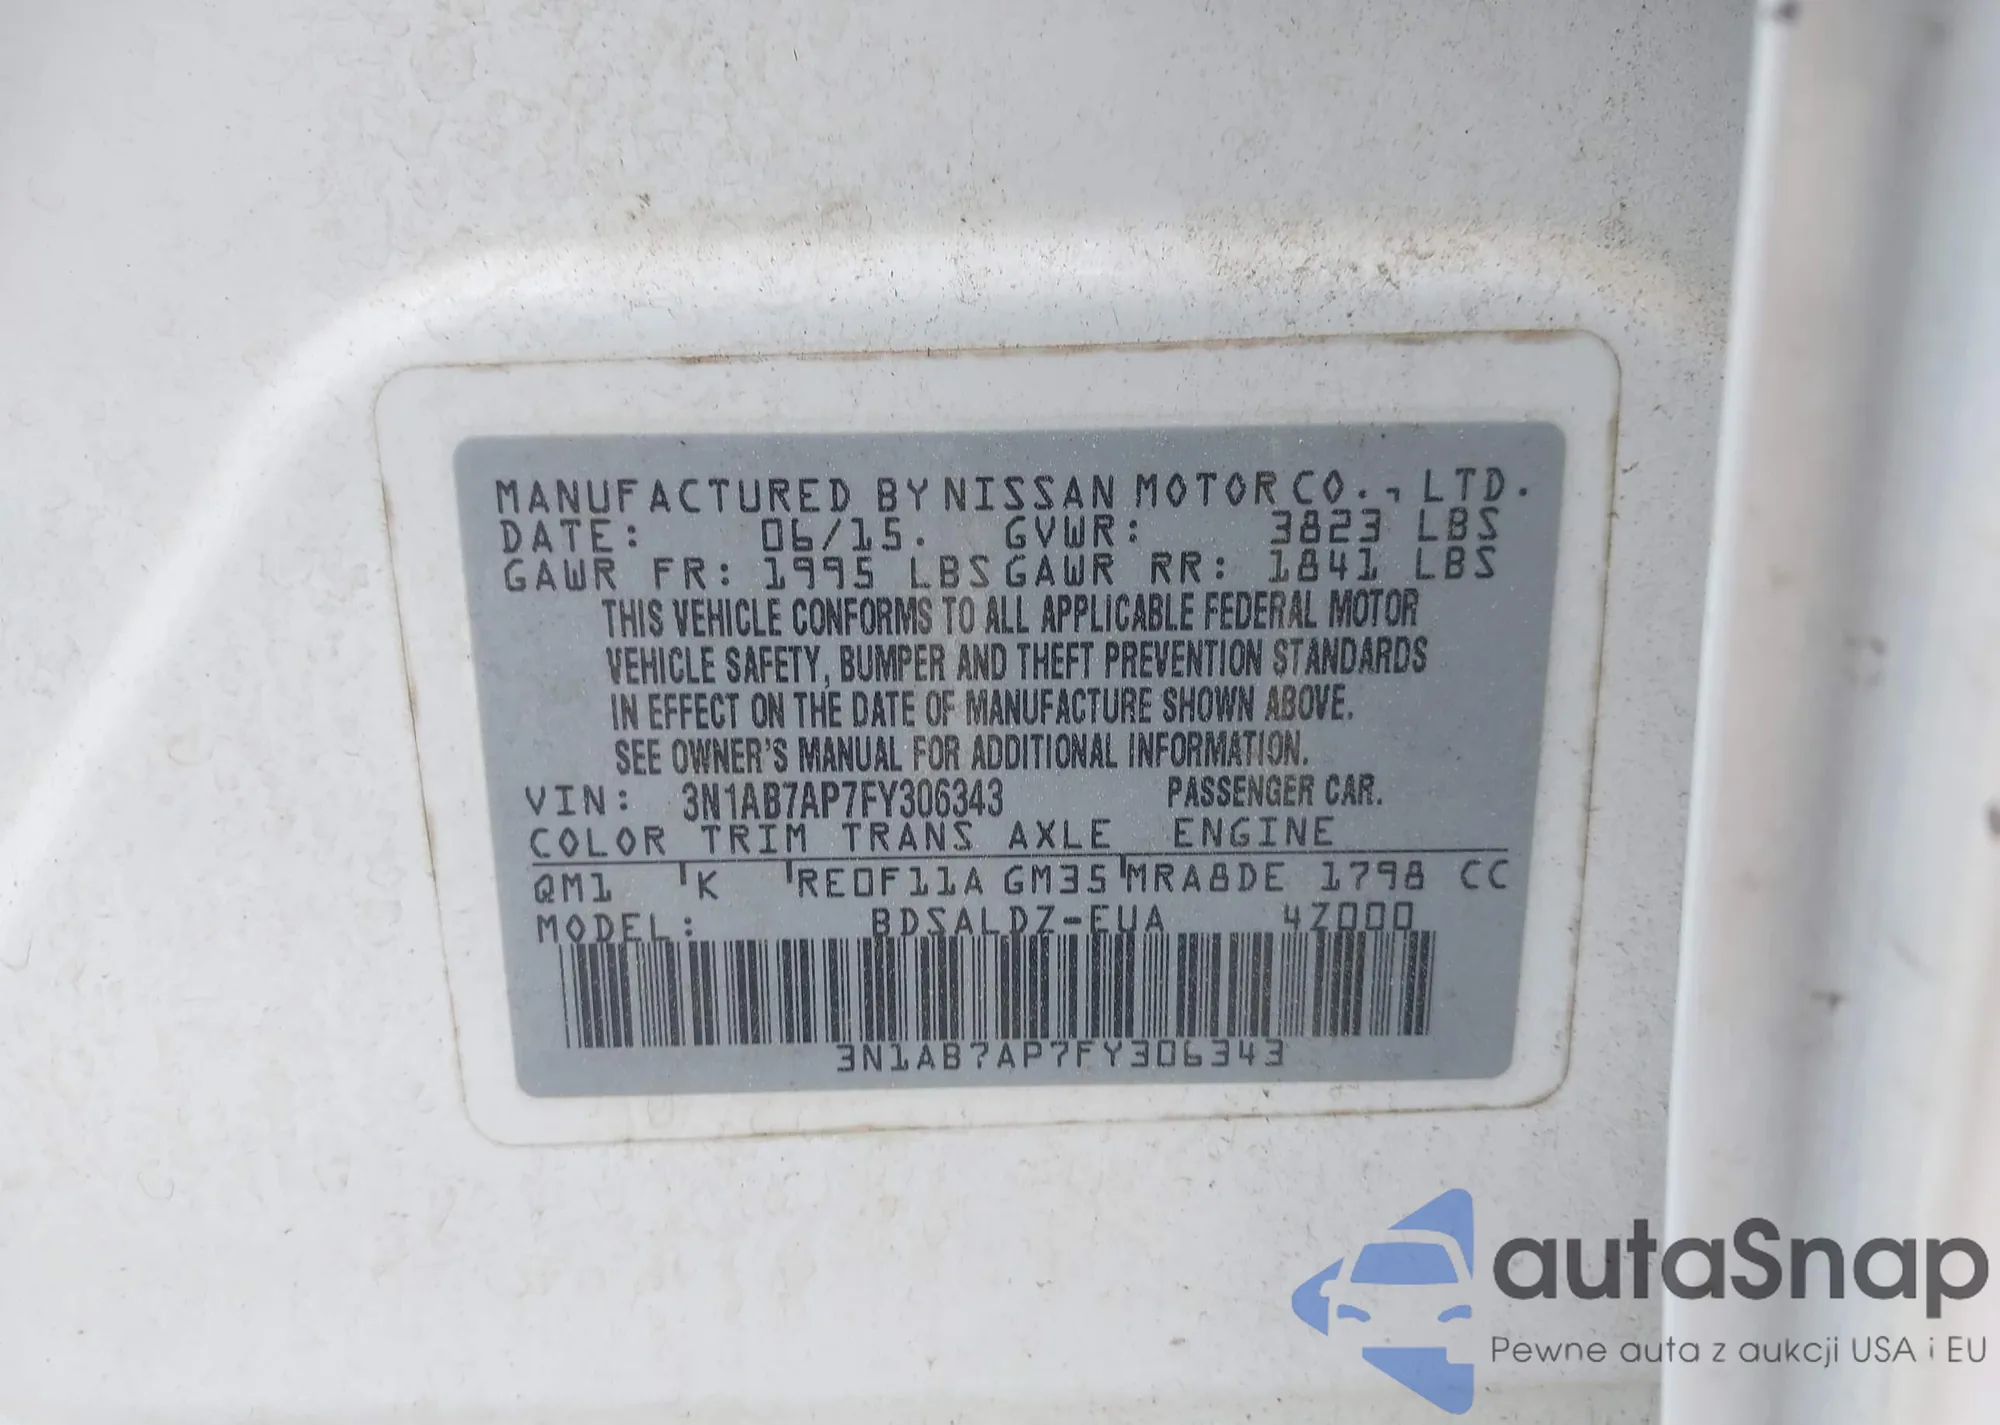 MANUFACTURED BY NISSAN MOTOR CO., LTD.
DATE: 06/15. GVWR: 3823 LBS
GAWR FR: 1995 LBS GAWR RR: 1841 LBS
THIS VEHICLE CONFORMS TO ALL APPLICABLE FEDERAL MOTOR
VEHICLE SAFETY, BUMPER AND THEFT PREVENTION STANDARDS
IN EFFECT ON THE DATE OF MANUFACTURE SHOWN ABOVE.
SEE OWNER'S MANUAL FOR ADDITIONAL INFORMATION.
VIN: 3N1AB7AP7FY306343 PASSENGER CAR.
COLOR TRIM TRANS AXLE ENGINE
QM1 K RE0F11A GM35 MRA8DE 1798 CC
MODEL: BDSALDZ-EUA 4Z000
3N1AB7AP7FY306343
autaSnap
Pewne auta z aukcji USA i EU